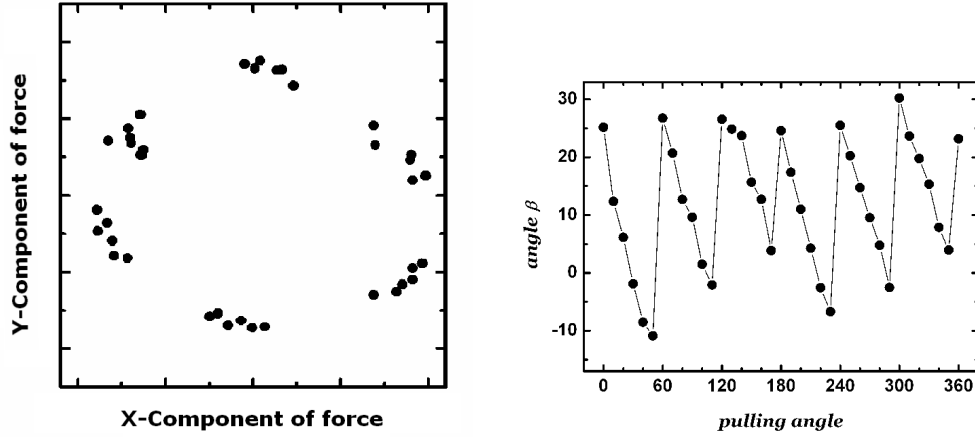 Y-Component of force
X-Component of force
angle β
30
20
10
0
-10
0 60 120 180 240 300 360
pulling angle